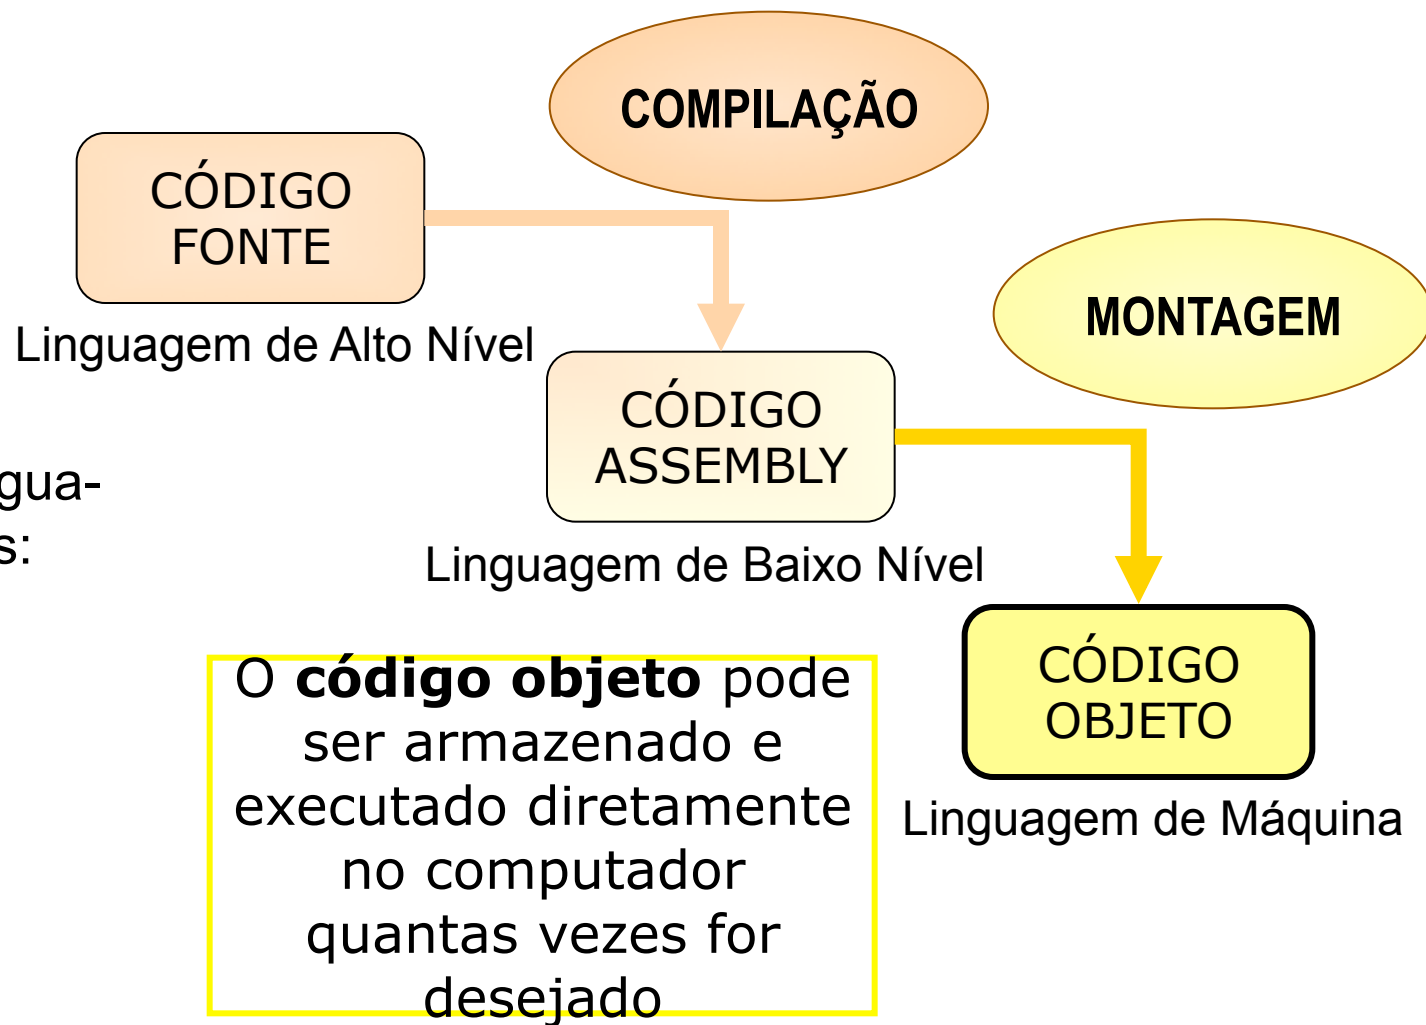 COMPILAÇÃO
CÓDIGO
FONTE
Linguagem de Alto Nível
MONTAGEM
CÓDIGO
ASSEMBLY
Linguagem de Baixo Nível
gua-
s:
CÓDIGO
OBJETO
Linguagem de Máquina
O código objeto pode
ser armazenado e
executado diretamente
no computador
quantas vezes for
desejado